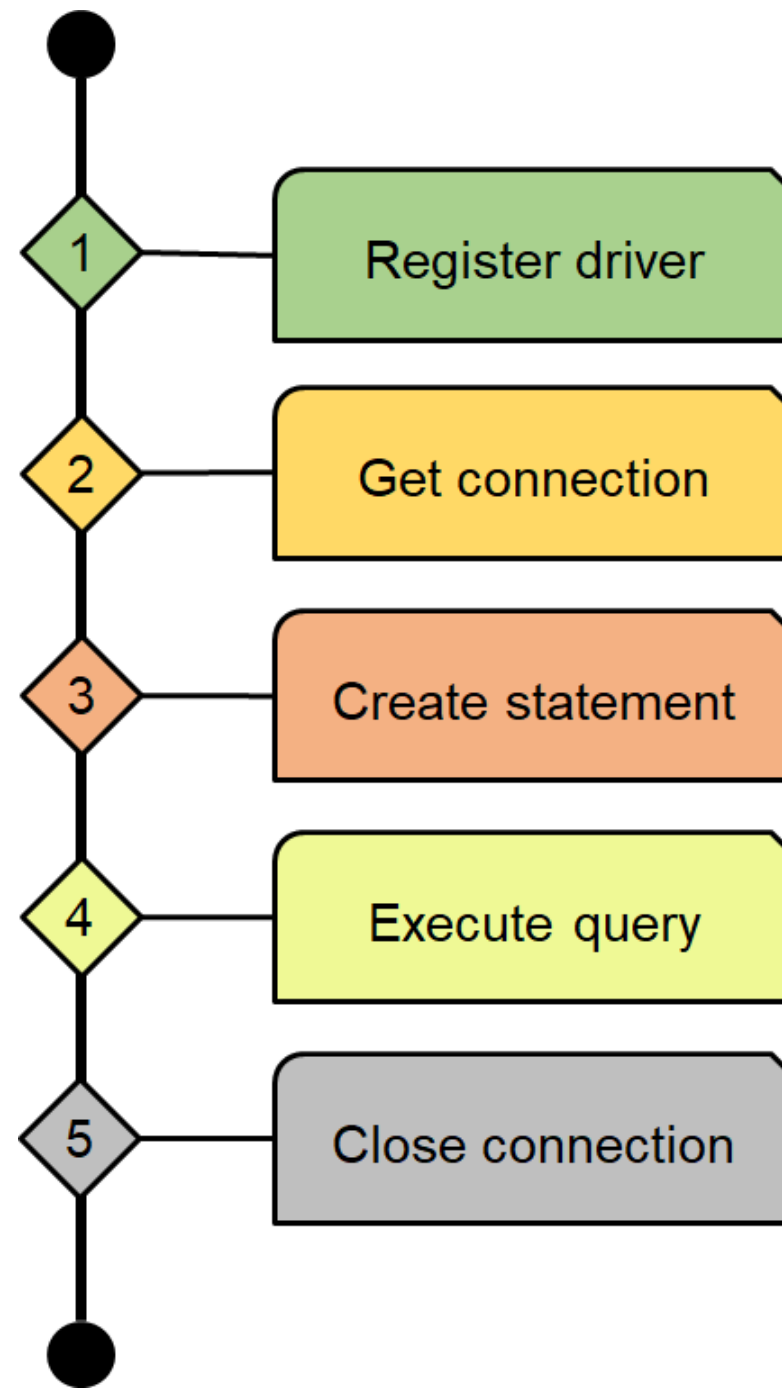 1
Register driver
2
Get connection
3
Create statement
4
Execute query
5
Close connection